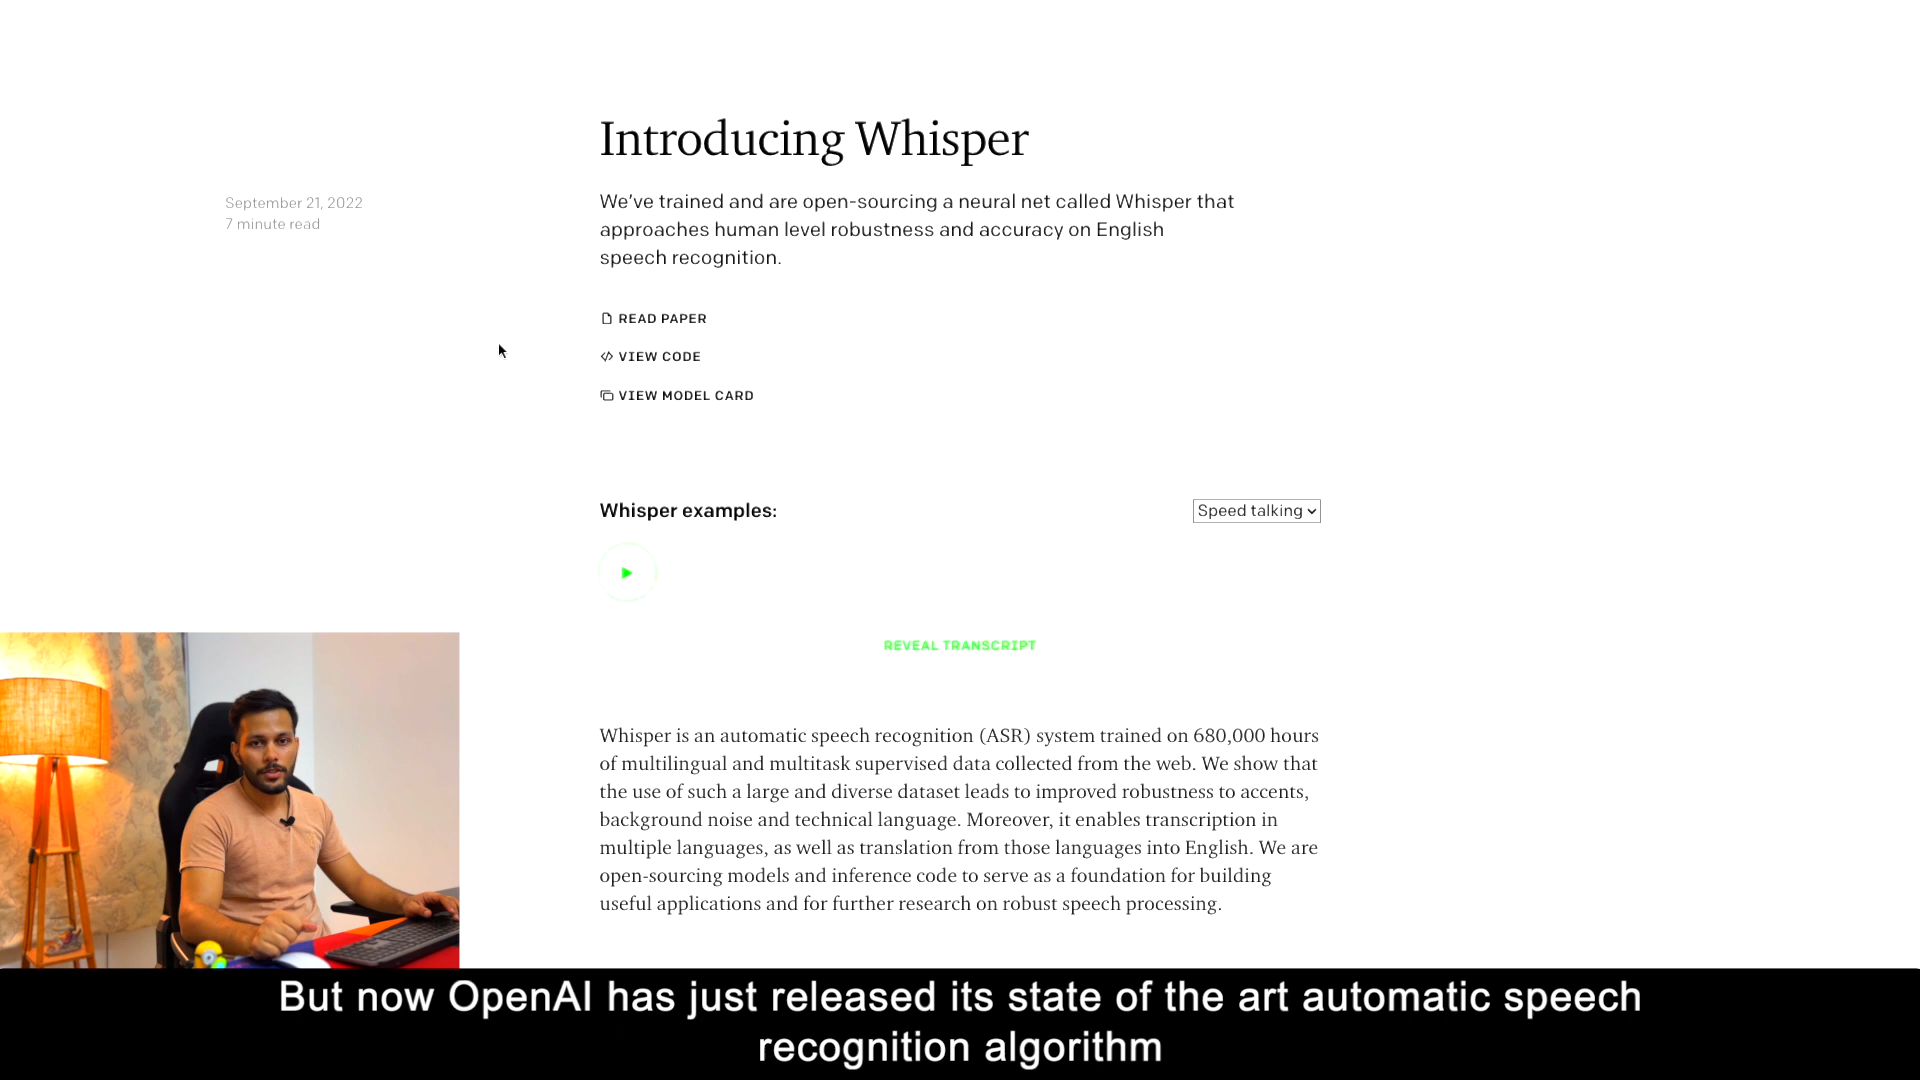 Introducing Whisper
September 21, 2022
7 minute read
We've trained and are open-sourcing a neural net called Whisper that
approaches human level robustness and accuracy on English
speech recognition.
READ PAPER
VIEW CODE
VIEW MODEL CARD
Whisper examples:
Speed talking
REVEAL TRANSCRIPT
Whisper is an automatic speech recognition (ASR) system trained on 680,000 hours
of multilingual and multitask supervised data collected from the web. We show that
the use of such a large and diverse dataset leads to improved robustness to accents,
background noise and technical language. Moreover, it enables transcription in
multiple languages, as well as translation from those languages into English. We are
open-sourcing models and inference code to serve as a foundation for building
useful applications and for further research on robust speech processing.
But now OpenAI has just released its state of the art automatic speech
recognition algorithm